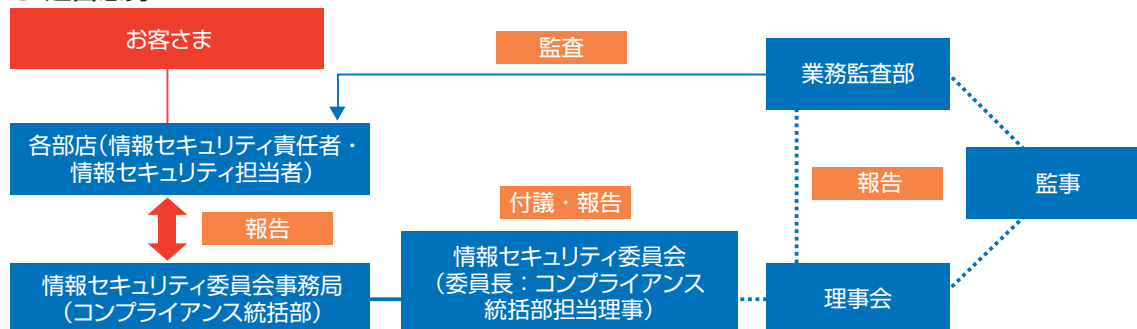 お客さま
監査
業務監査部
各部店(情報セキュリティ責任者・
情報セキュリティ担当者)
報告
監事
付議・報告
報告
情報セキュリティ委員会事務局
(コンプライアンス統括部)
情報セキュリティ委員会
(委員長:コンプライアンス
統括部担当理事)
理事会